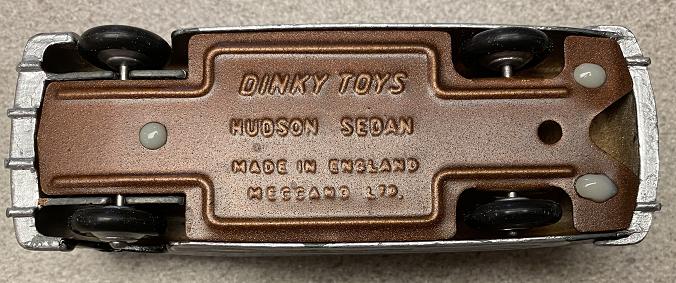 DINKY TOYS
HUDSON SEDAN
MADE IN ENGLAND
MECCANO LTD.